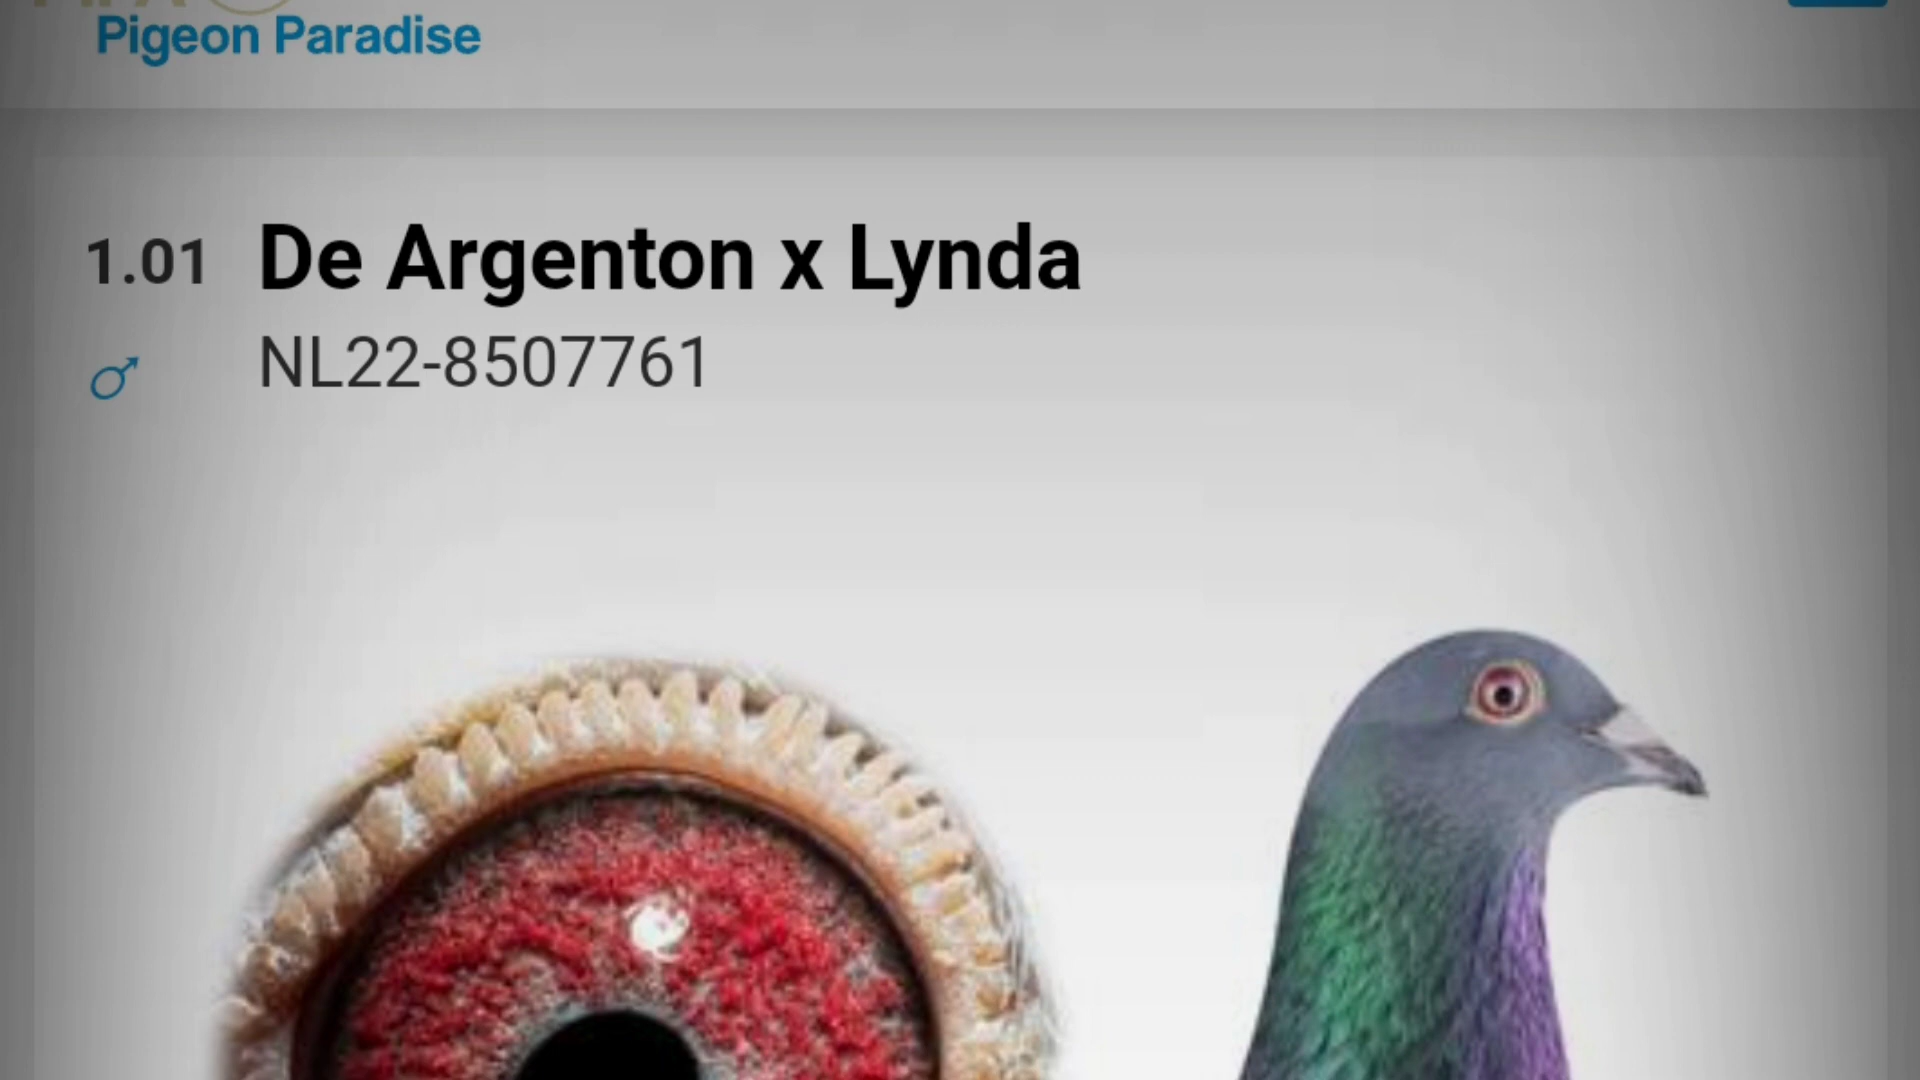 Pigeon Paradise
1.01 De Argenton x Lynda
♂ NL22-8507761